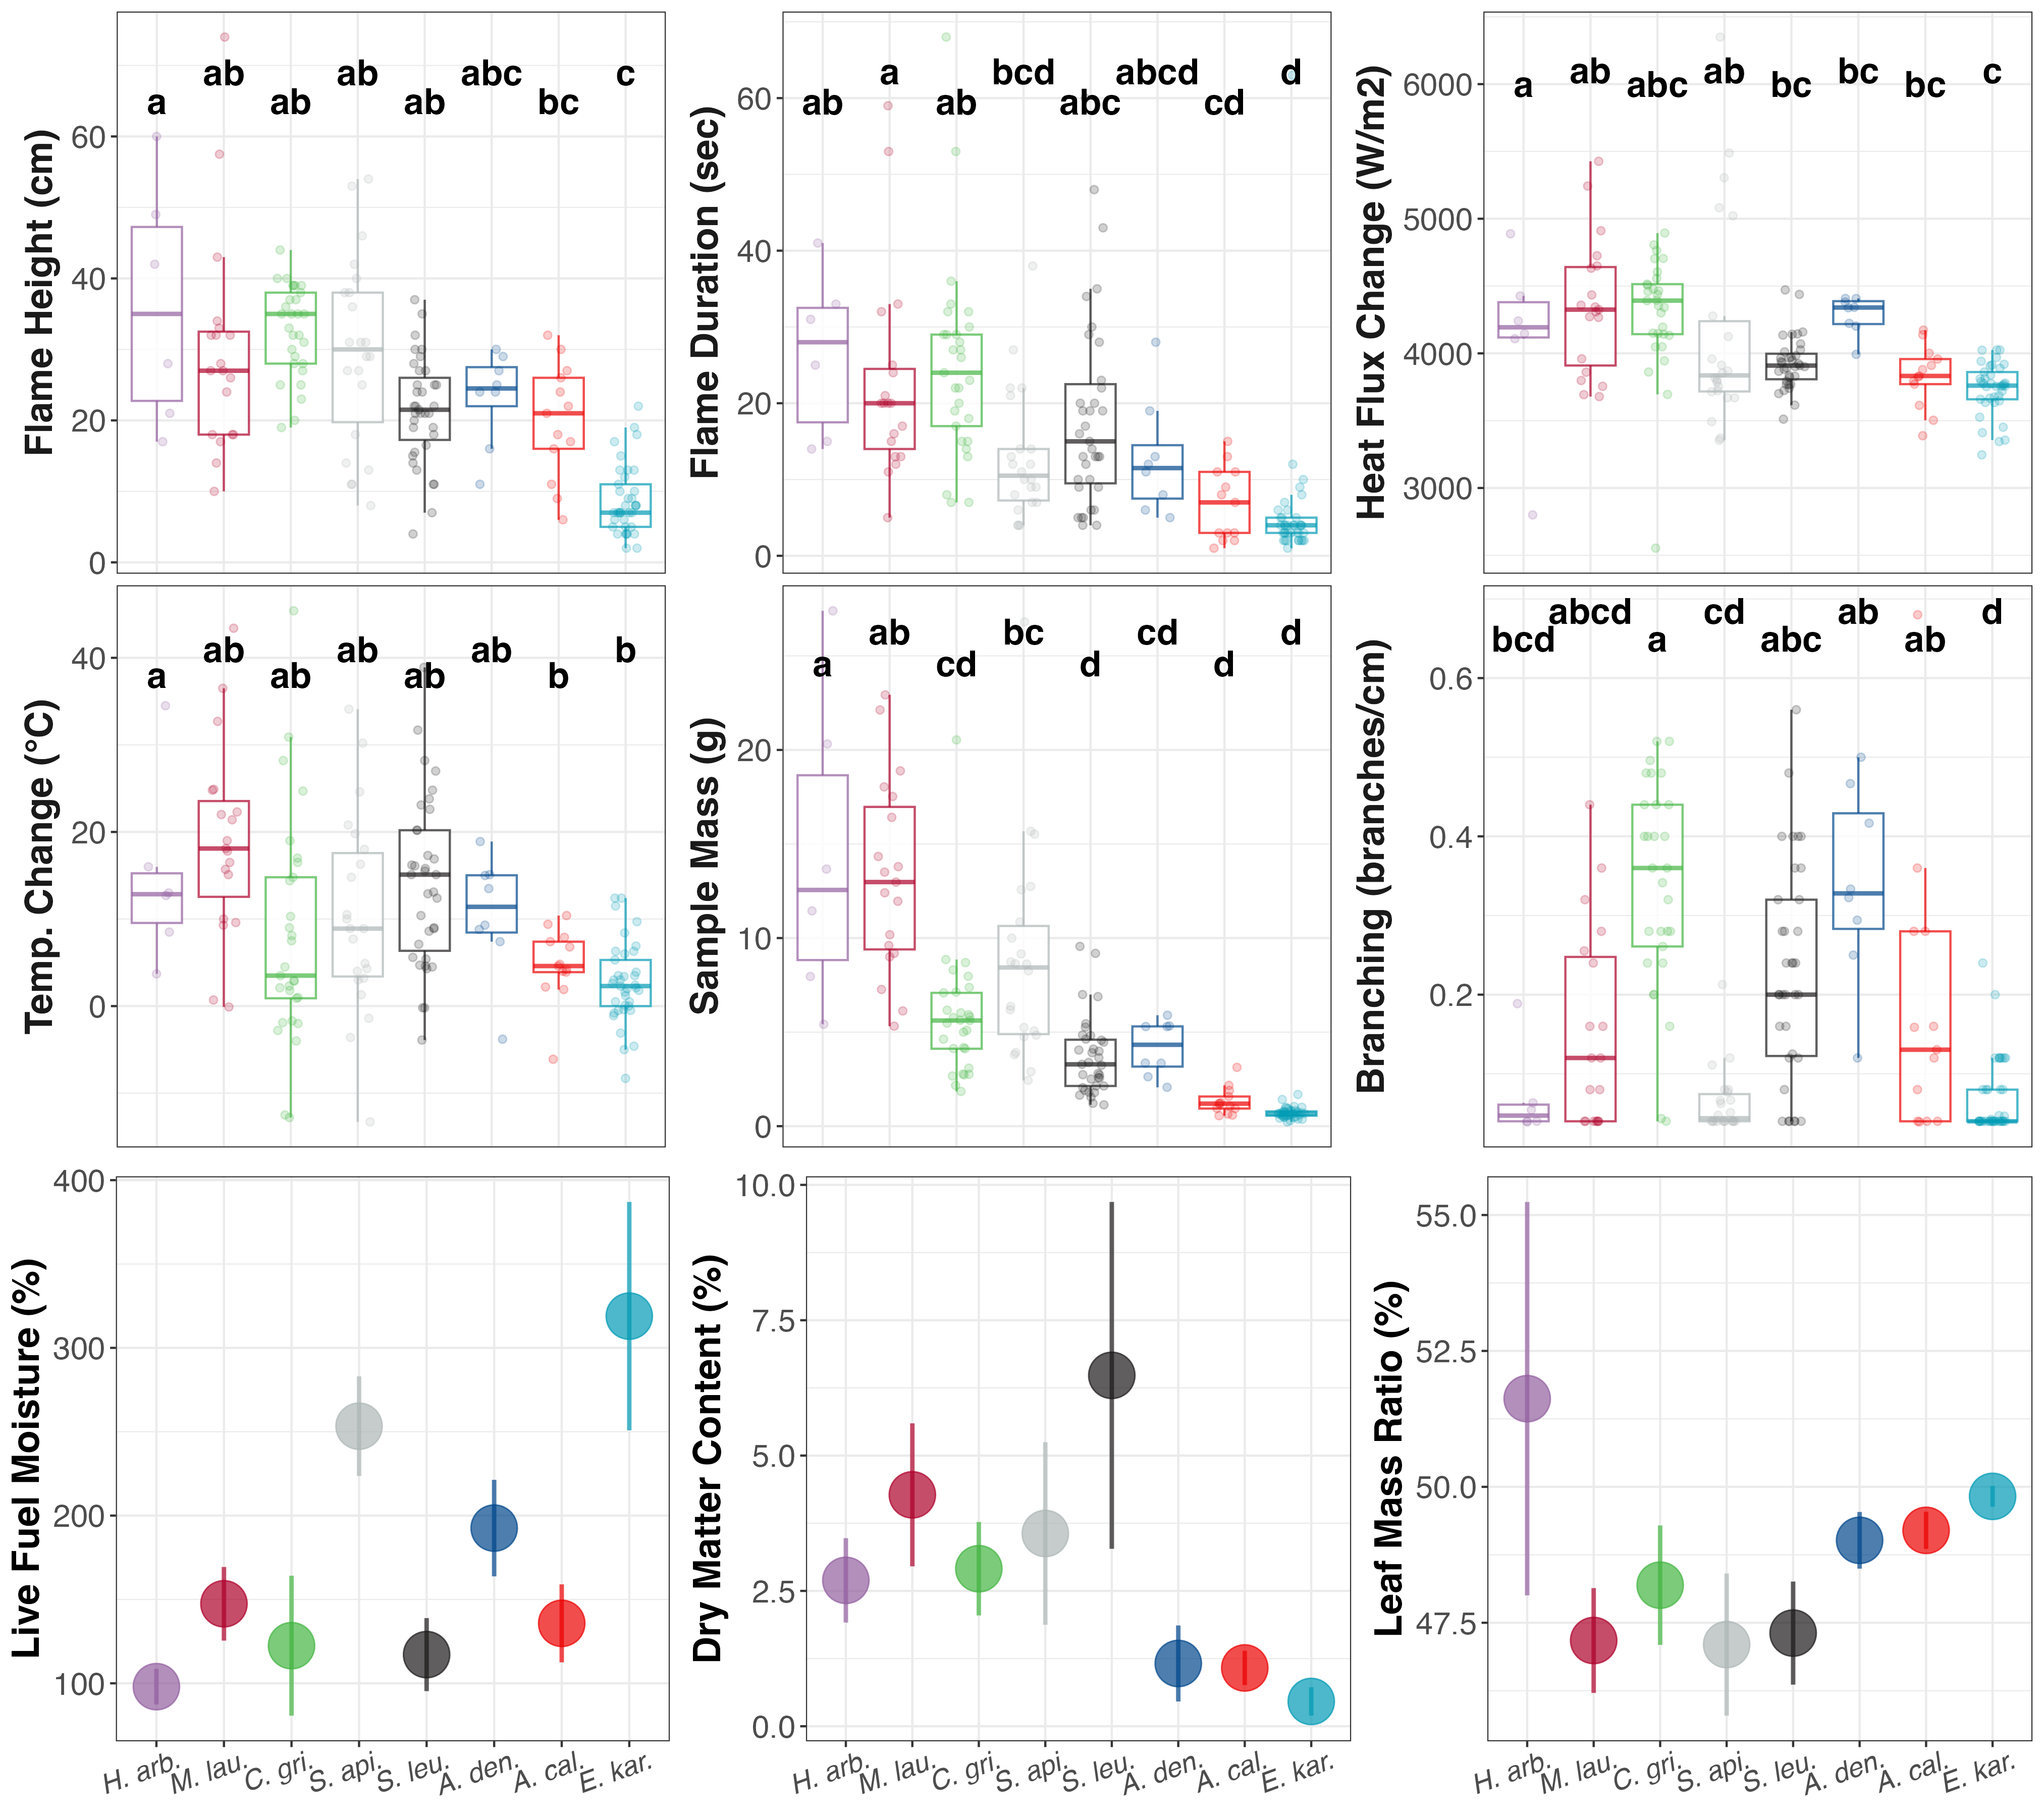 Flame Height (cm)
60
40
20
0
a
ab
ab
ab
ab
abc
bc
c
Flame Duration (sec)
60
40
20
0
ab
a
ab
bcd
abc
abcd
cd
d
Heat Flux Change (W/m2)
6000
5000
4000
3000
a
ab
abc
ab
bc
bc
bc
c
Temp. Change (°C)
40
20
0
a
ab
ab
ab
ab
ab
b
b
Sample Mass (g)
20
10
0
a
ab
cd
bc
d
cd
d
d
Branching (branches/cm)
0.6
0.4
0.2
bcd
abcd
a
cd
abc
ab
ab
d
Live Fuel Moisture (%)
400
300
200
100
H. arb.
M. lau.
C. gri.
S. api.
S. leu.
A. den.
A. cal.
E. kar.
Dry Matter Content (%)
10.0
7.5
5.0
2.5
0.0
H. arb.
M. lau.
C. gri.
S. api.
S. leu.
A. den.
A. cal.
E. kar.
Leaf Mass Ratio (%)
55.0
52.5
50.0
47.5
H. arb.
M. lau.
C. gri.
S. api.
S. leu.
A. den.
A. cal.
E. kar.